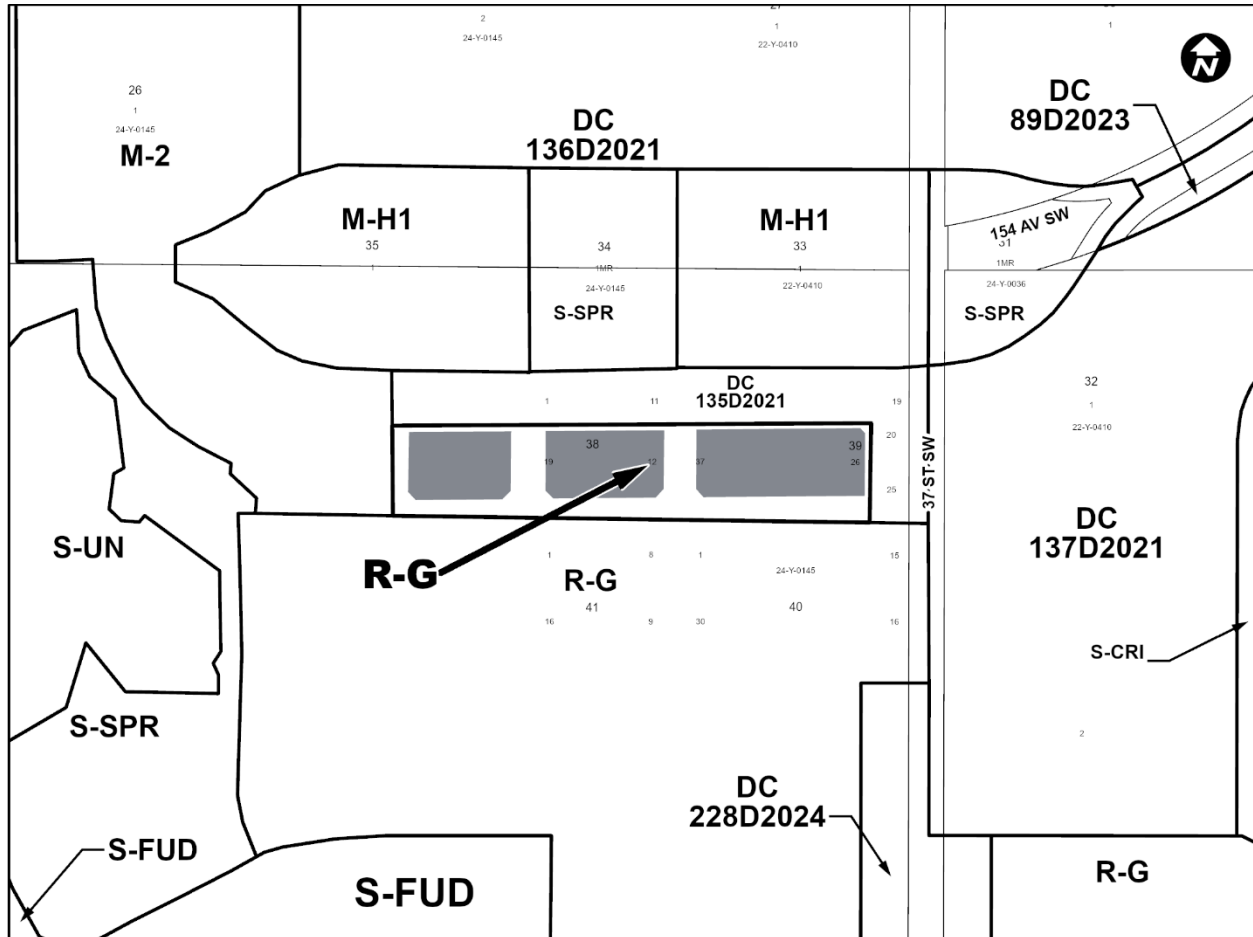 2
24-Y-0145
1
22-Y-0410
1
N
26
1
24-Y-0145
M-2
DC
136D2021
DC
89D2023
M-H1
35
1
34
1MR
24-Y-0145
S-SPR
M-H1
33
1
22-Y-0410
154 AV SW
1MR
24-Y-0036
S-SPR
DC
135D2021
1
11
19
32
1
22-Y-0410
38
39
20
19
12
37
26
25
37 ST SW
S-UN
R-G
DC
137D2021
1
8
1
15
24-Y-0145
R-G
41
40
16
9
30
16
S-CRI
S-SPR
2
DC
228D2024
S-FUD
S-FUD
R-G